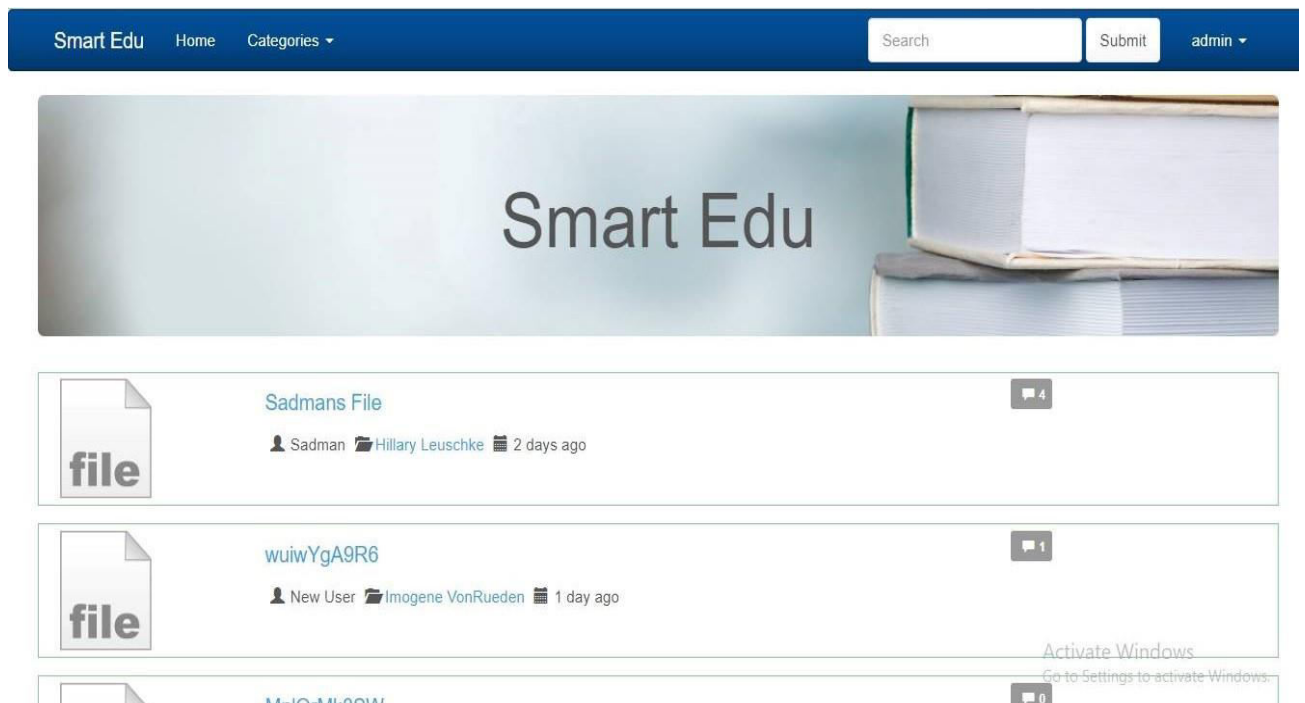 Smart Edu Home Categories Search Submit admin
Smart Edu
file
Sadmans File
4
Sadman Hillary Leuschke 2 days ago
file
wuiwYgA9R6
1
New User Imogene VonRueden 1 day ago
Activate Windows
Go to Settings to activate Windows.
0